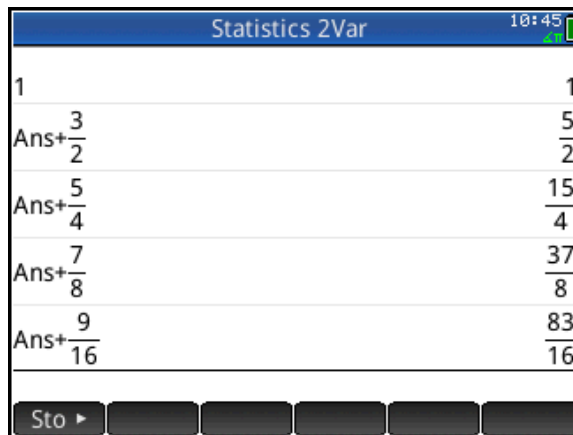 Statistics 2Var
10:45
∠π
1 1
Ans+3/2 5/2
Ans+5/4 15/4
Ans+7/8 37/8
Ans+9/16 83/16
Sto ►